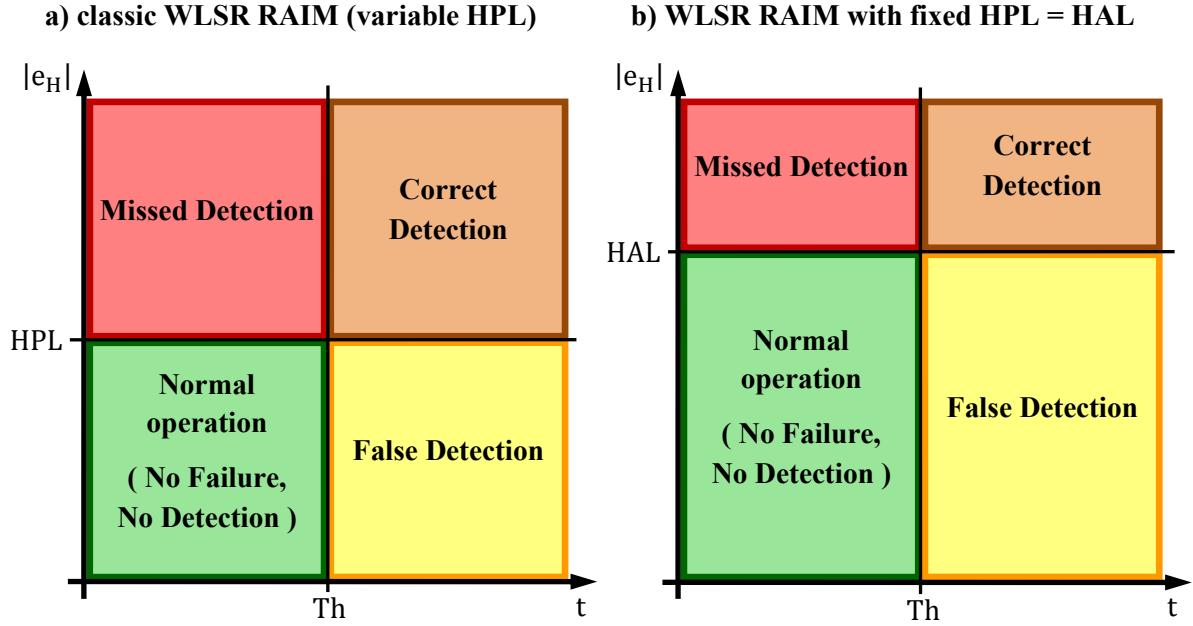 a) classic WLSR RAIM (variable HPL)
|eH|
Missed Detection
Correct
Detection
HPL
Normal
operation
( No Failure,
No Detection )
False Detection
Th
t
b) WLSR RAIM with fixed HPL = HAL
|eH|
Missed Detection
Correct
Detection
HAL
Normal
operation
( No Failure,
No Detection )
False Detection
Th
t